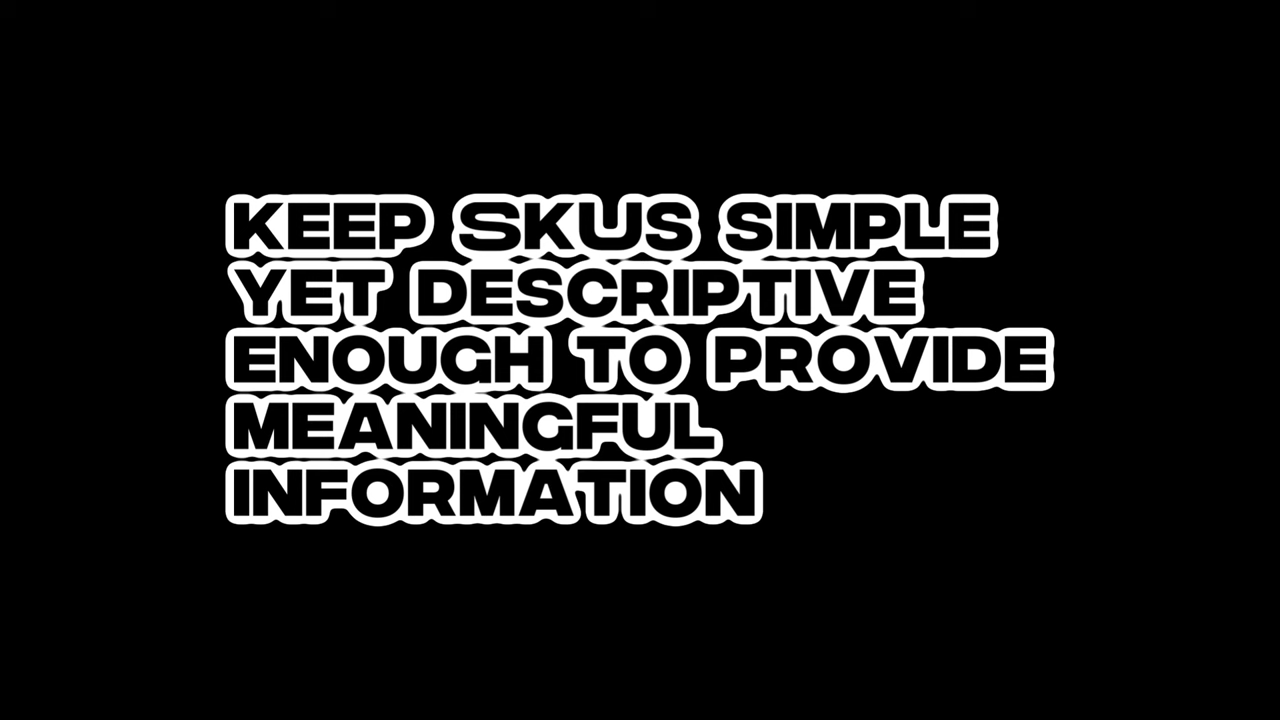 KEEP SKUS SIMPLE
YET DESCRIPTIVE
ENOUGH TO PROVIDE
MEANINGFUL
INFORMATION